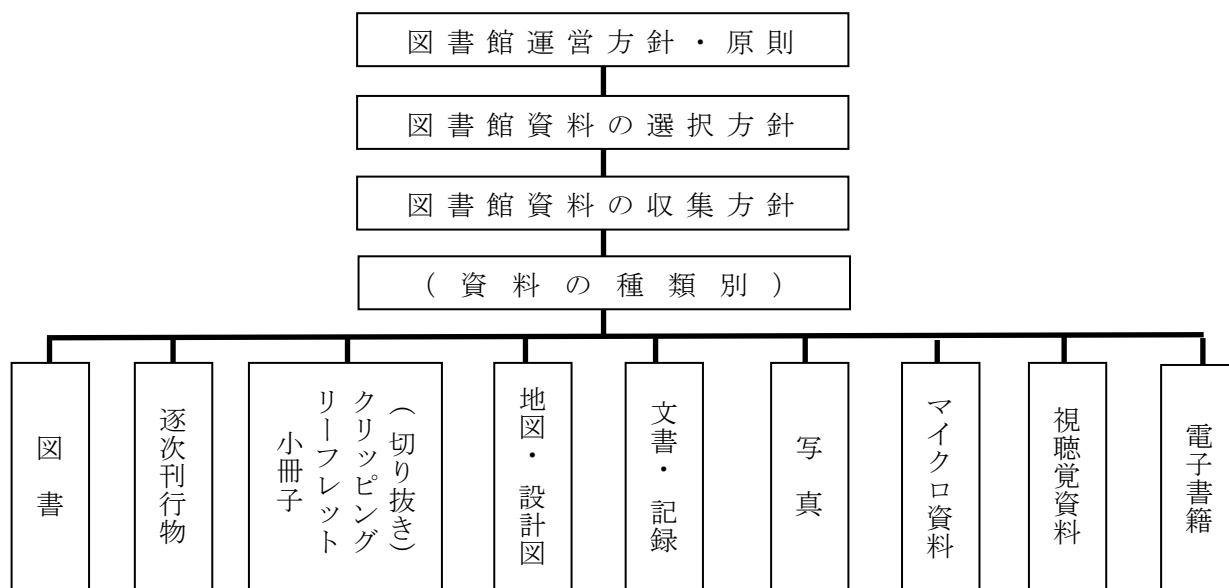 図書館運営方針・原則
図書館資料の選択方針
図書館資料の収集方針
(資料の種類別)
図書
逐次刊行物
(切り抜き)
クリッピング
リーフレット
小冊子
地図・設計図
文書・記録
写真
マイクロ資料
視聴覚資料
電子書籍